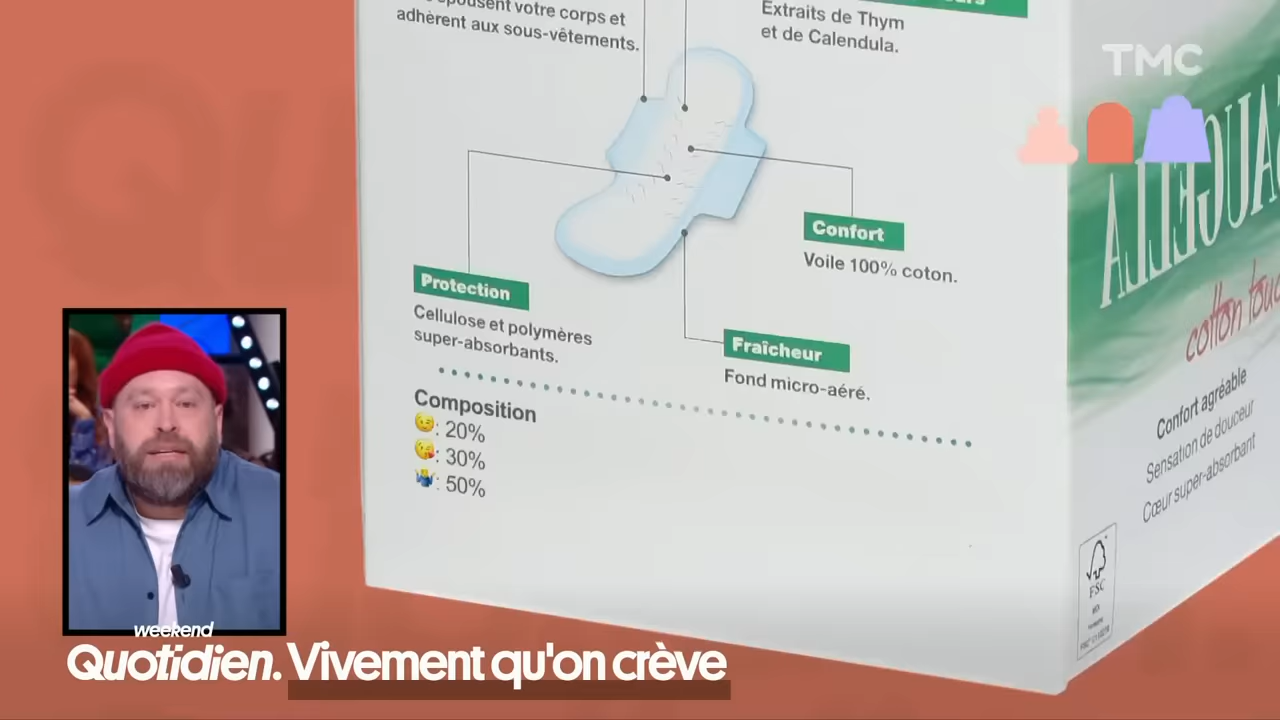 épousent votre corps et
adhèrent aux sous-vêtements.
Extraits de Thym
et de Calendula.
TMC
Confort
Voile 100% coton.
Protection
Cellulose et polymères
super-absorbants.
Fraîcheur
Fond micro-aéré.
Composition
😉: 20%
😘: 30%
🤷‍♂️: 50%
cotton
Confort agréable
Sensation de douceur
Cœur super-absorbant
FSC
MIX
weekend
Quotidien. Vivement qu'on crève